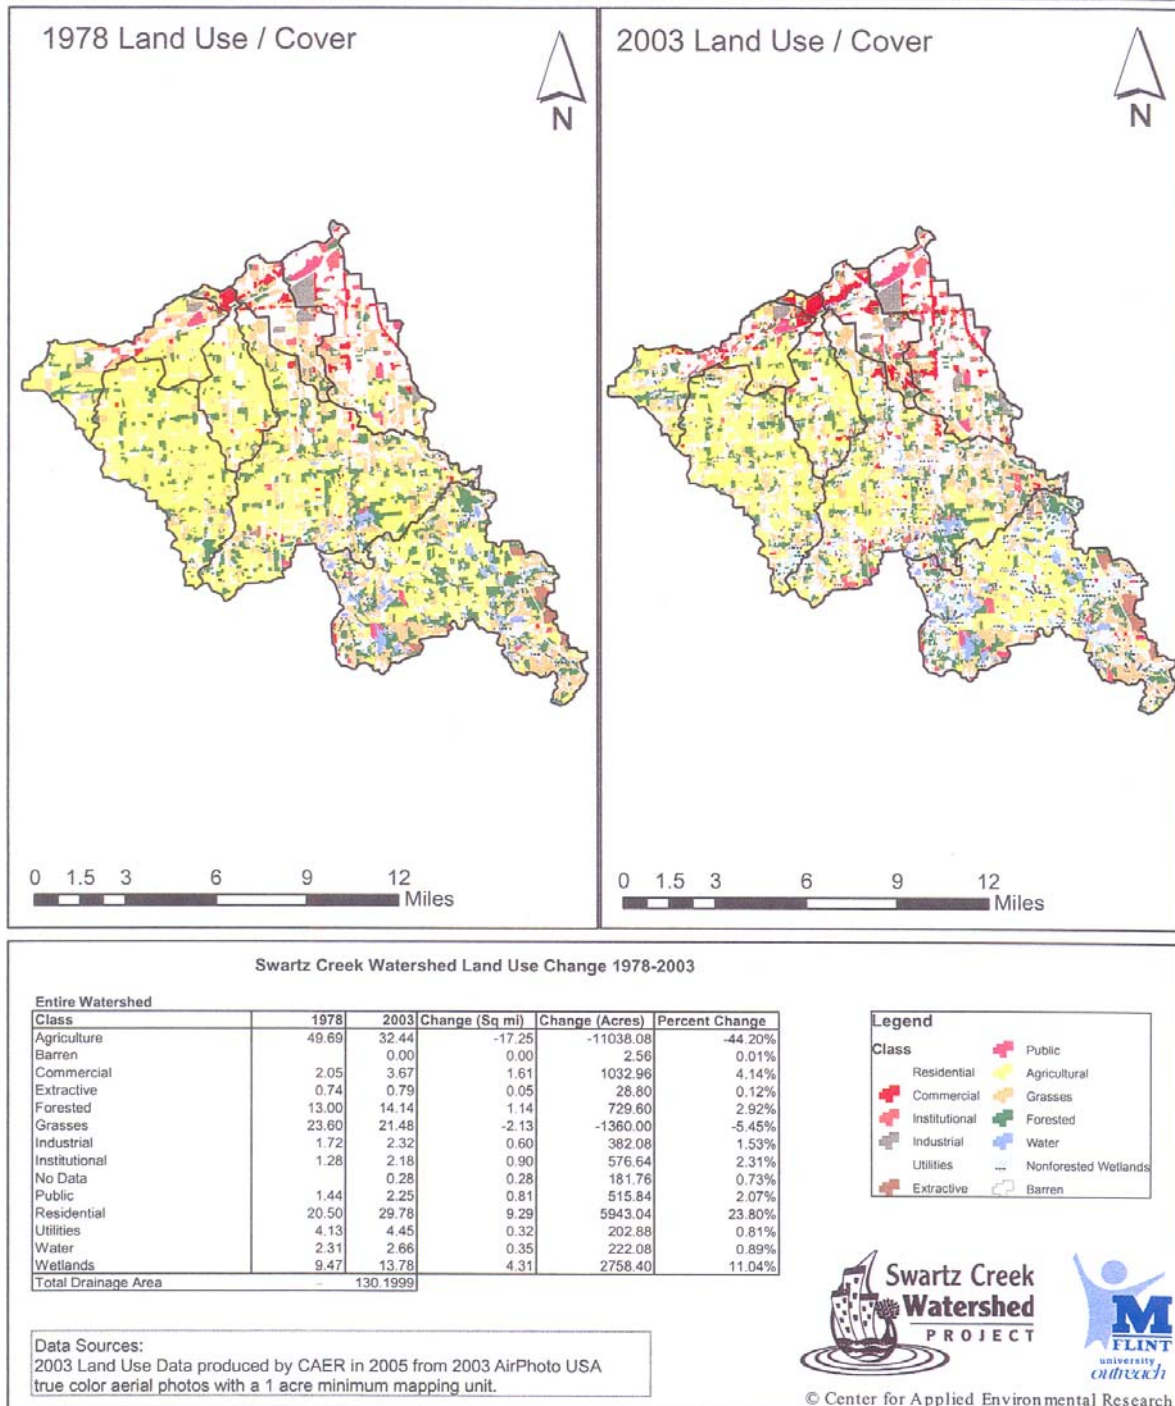 1978 Land Use / Cover
N
0 1.5 3 6 9 12
Miles
2003 Land Use / Cover
N
0 1.5 3 6 9 12
Miles
Swartz Creek Watershed Land Use Change 1978-2003
Entire Watershed
Class 1978 2003 Change (Sq mi) Change (Acres) Percent Change
Agriculture 49.69 32.44 -17.25 -11038.08 -44.20%
Barren 0.00 0.00 2.56 0.01%
Commercial 2.05 3.67 1.61 1032.96 4.14%
Extractive 0.74 0.79 0.05 28.80 0.12%
Forested 13.00 14.14 1.14 729.60 2.92%
Grasses 23.60 21.48 -2.13 -1360.00 -5.45%
Industrial 1.72 2.32 0.60 382.08 1.53%
Institutional 1.28 2.18 0.90 576.64 2.31%
No Data 0.28 0.28 181.76 0.73%
Public 1.44 2.25 0.81 515.84 2.07%
Residential 20.50 29.78 9.29 5943.04 23.80%
Utilities 4.13 4.45 0.32 202.88 0.81%
Water 2.31 2.66 0.35 222.08 0.89%
Wetlands 9.47 13.78 4.31 2758.40 11.04%
Total Drainage Area - 130.1999
Legend
Class
Residential
Commercial
Institutional
Industrial
Utilities
Extractive
Public
Agricultural
Grasses
Forested
Water
Nonforested Wetlands
Barren
Data Sources:
2003 Land Use Data produced by CAER in 2005 from 2003 AirPhoto USA
true color aerial photos with a 1 acre minimum mapping unit.
Swartz Creek
Watershed
PROJECT
M
FLINT
university
outreach
© Center for Applied Environmental Research